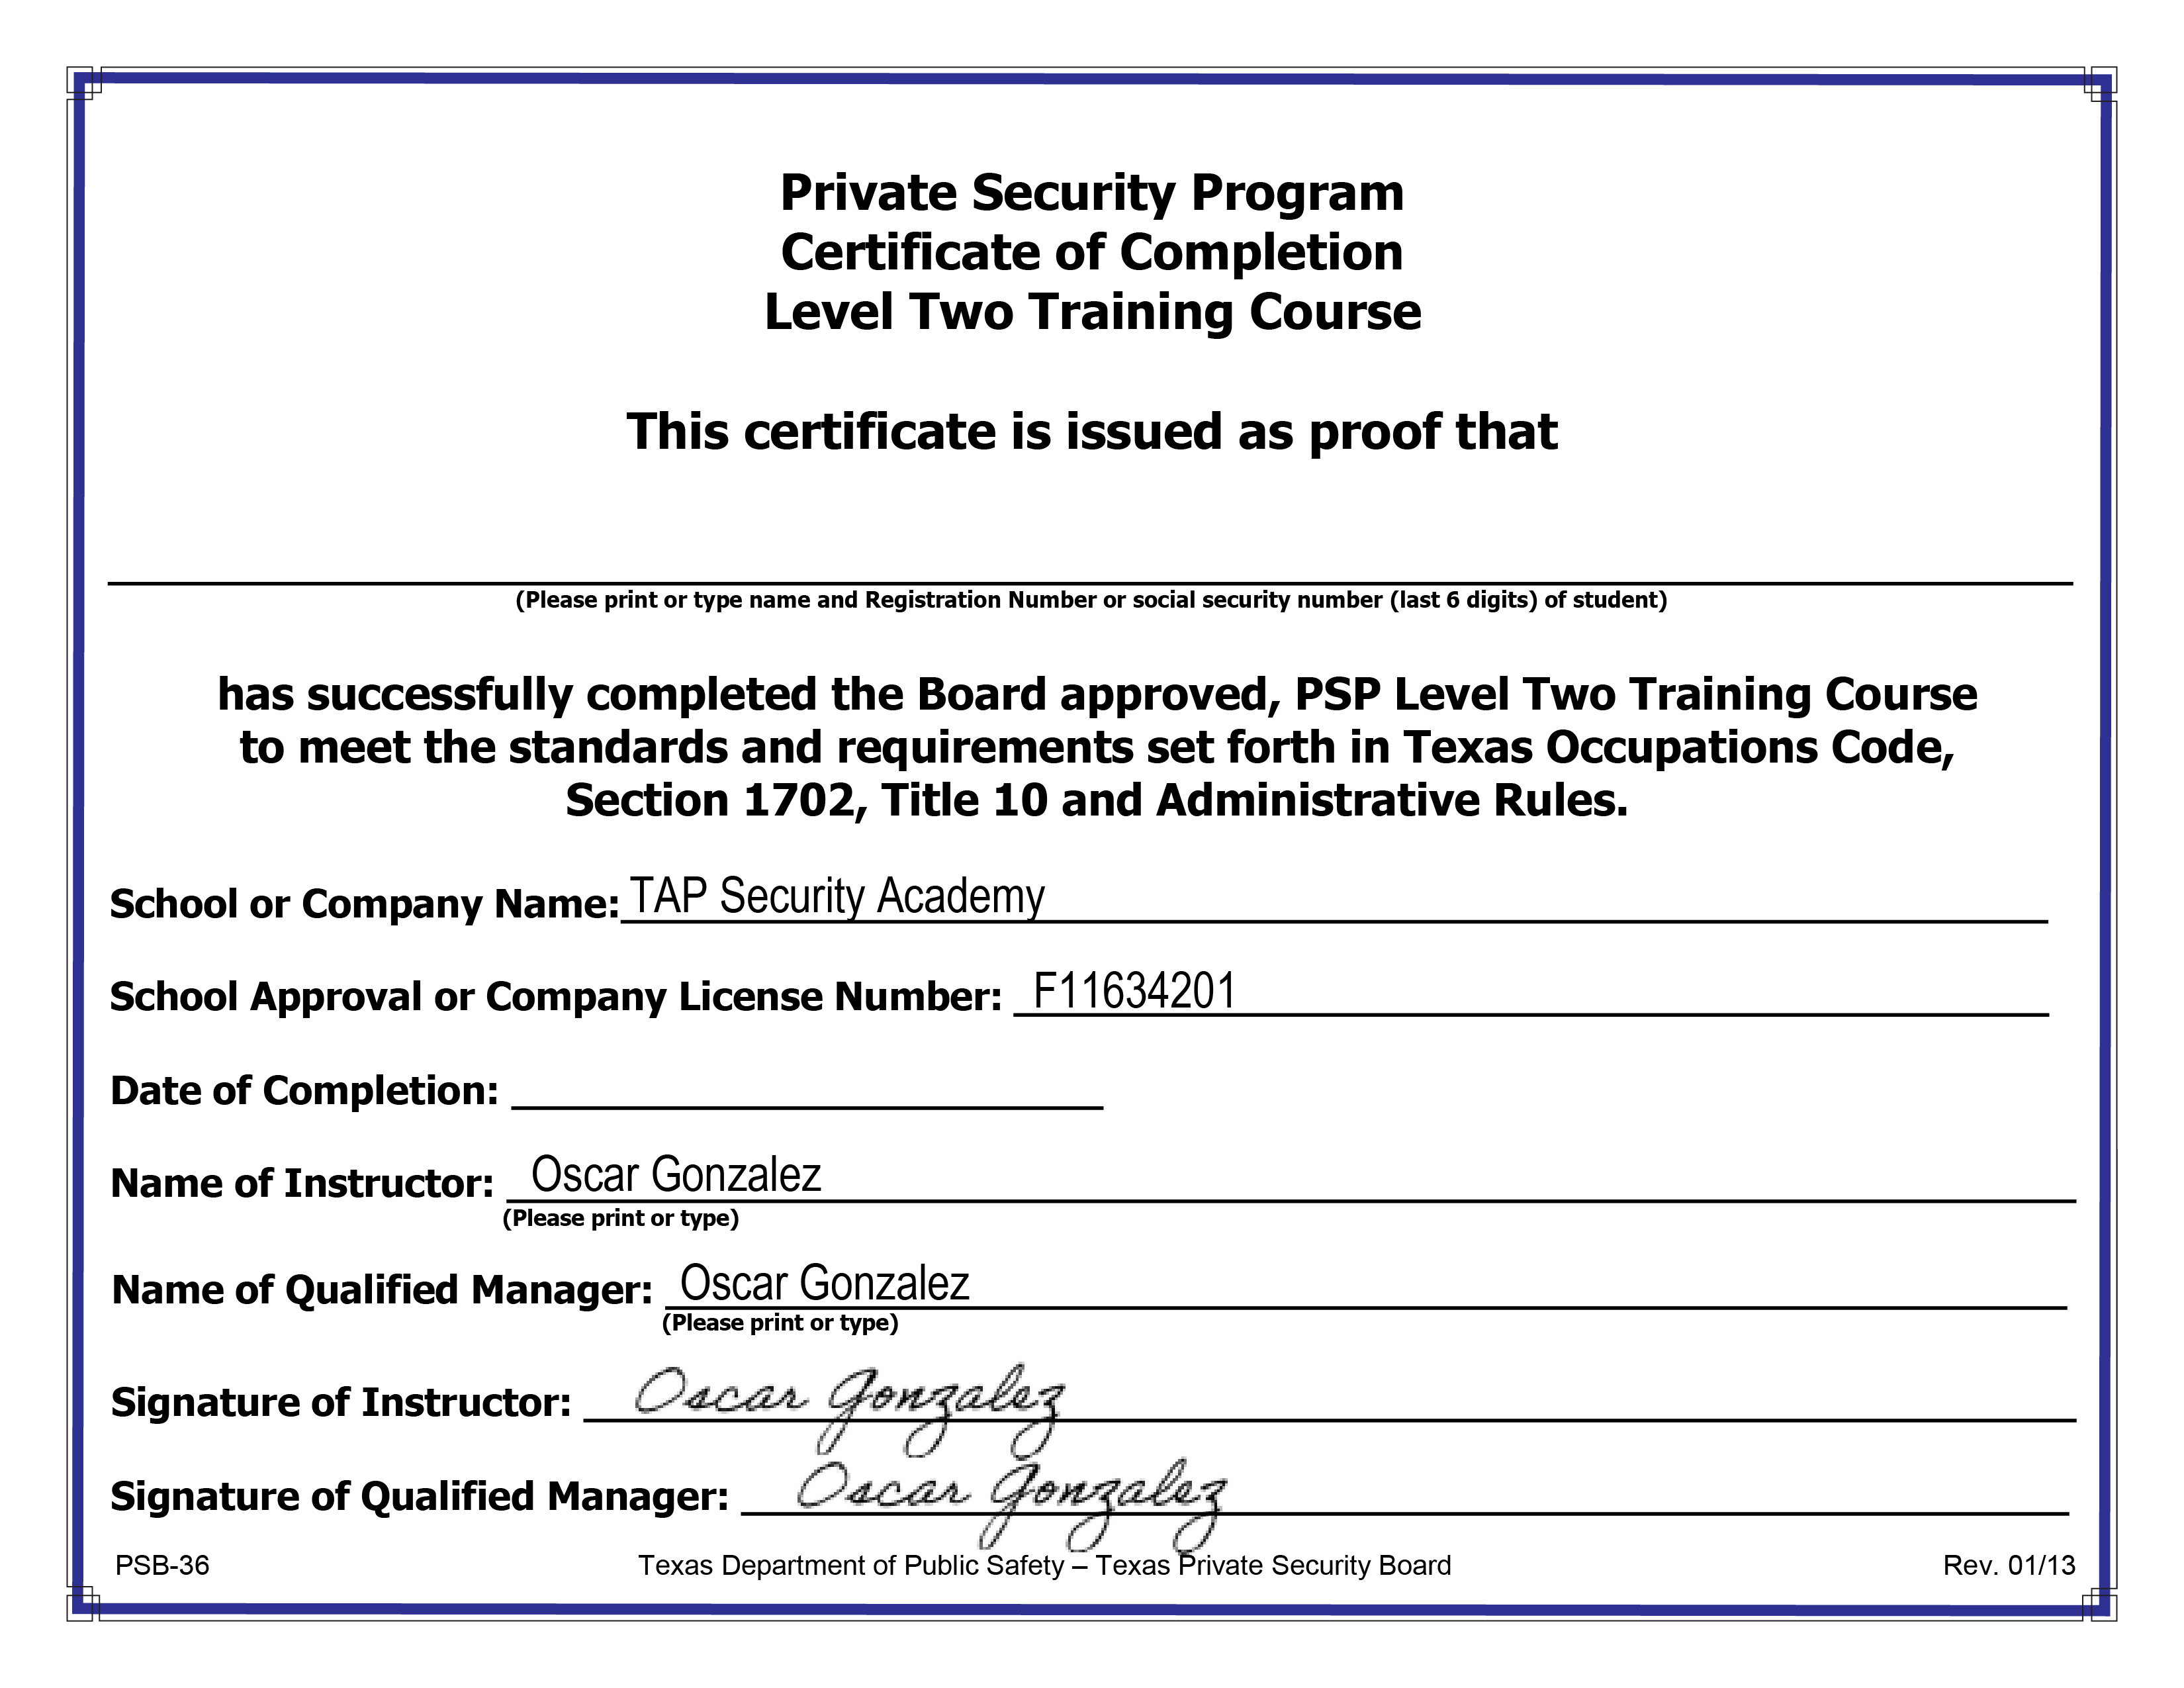 Private Security Program
Certificate of Completion
Level Two Training Course
This certificate is issued as proof that
(Please print or type name and Registration Number or social security number (last 6 digits) of student)
has successfully completed the Board approved, PSP Level Two Training Course
to meet the standards and requirements set forth in Texas Occupations Code,
Section 1702, Title 10 and Administrative Rules.
School or Company Name: TAP Security Academy
School Approval or Company License Number: F11634201
Date of Completion:
Name of Instructor: Oscar Gonzalez
(Please print or type)
Name of Qualified Manager: Oscar Gonzalez
(Please print or type)
Signature of Instructor: Oscar Gonzalez
Signature of Qualified Manager: Oscar Gonzalez
PSB-36 Texas Department of Public Safety – Texas Private Security Board Rev. 01/13